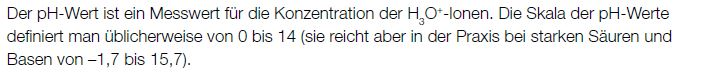 Der pH-Wert ist ein Messwert für die Konzentration der H₃O⁺-Ionen. Die Skala der pH-Werte
definiert man üblicherweise von 0 bis 14 (sie reicht aber in der Praxis bei starken Säuren und
Basen von –1,7 bis 15,7).